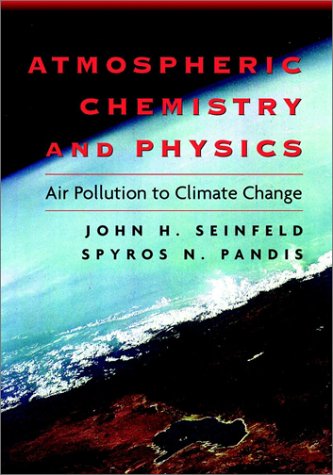 ATMOSPHERIC
CHEMISTRY
AND PHYSICS
Air Pollution to Climate Change
JOHN H. SEINFELD
SPYROS N. PANDIS